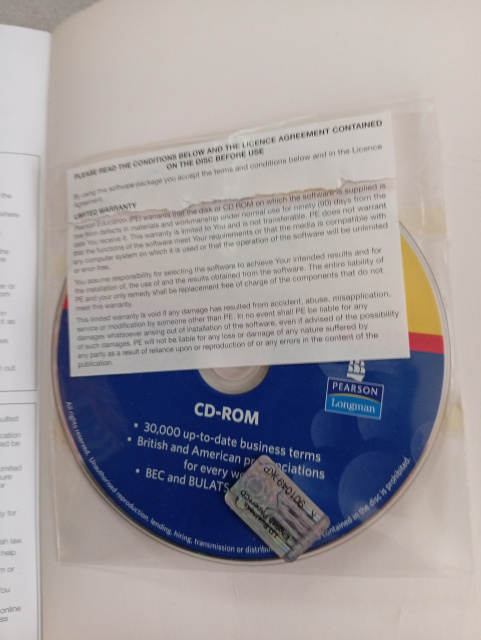 PLEASE READ THE CONDITIONS BELOW AND THE LICENCE AGREEMENT CONTAINED
ON THE DISC BEFORE USE
By using this software package you accept the terms and conditions below and in the Licence
Agreement.
LIMITED WARRANTY
Pearson Education (PE) warrants that the disk or CD-ROM on which the software is supplied is
free from defects in materials and workmanship under normal use for ninety (90) days from the
date You receive it. This warranty is limited to You and is not transferable. PE does not warrant
that the functions of the software meet Your requirements or that the media is compatible with
any computer system on which it is used or that the operation of the software will be unlimited
or error-free.
You assume responsibility for selecting the software to achieve Your intended results and for
the installation of, the use of and the results obtained from the software. The entire liability of
PE and your only remedy shall be replacement free of charge of the components that do not
meet this warranty.
This limited warranty is void if any damage has resulted from accident, abuse, misapplication,
service or modification by someone other than PE. In no event shall PE be liable for any
damages whatsoever arising out of installation of the software, even if advised of the possibility
of such damages. PE will not be liable for any loss or damage of any nature suffered by
any party as a result of reliance upon or reproduction of or any errors in the content of the
publication.
PEARSON
Longman
CD-ROM
• 30,000 up-to-date business terms
• British and American
for every
• BEC and BULATS
All rights reserved. Unauthorised reproduction, lending, hiring, transmission or
contained in the disc is prohibited.